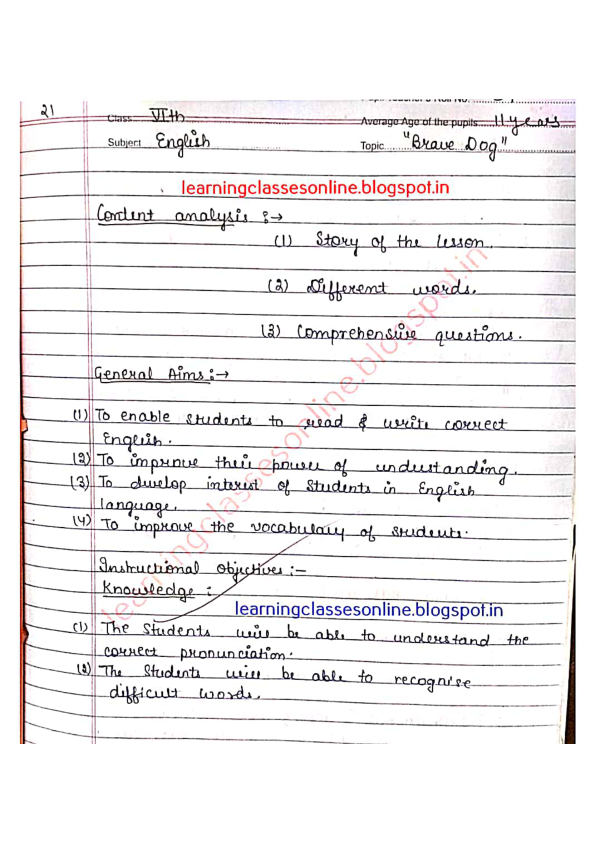 21
Class VIth
Average Age of the pupils 11 years
Subject English
Topic "Brave Dog"
learningclassesonline.blogspot.in
Content analysis :→
(1) Story of the lesson.
(2) Different words.
(3) Comprehensive questions.
General Aims :→
(1) To enable students to read & write correct
English.
(2) To improve their power of understanding.
(3) To develop interest of students in English
language.
(4) To improve the vocabulary of students.
Instructional objectives :-
Knowledge :
learningclassesonline.blogspot.in
(1) The Students will be able to understand the
correct pronunciation.
(2) The Students will be able to recognise
difficult words.
learningclassesonline.blogspot.in